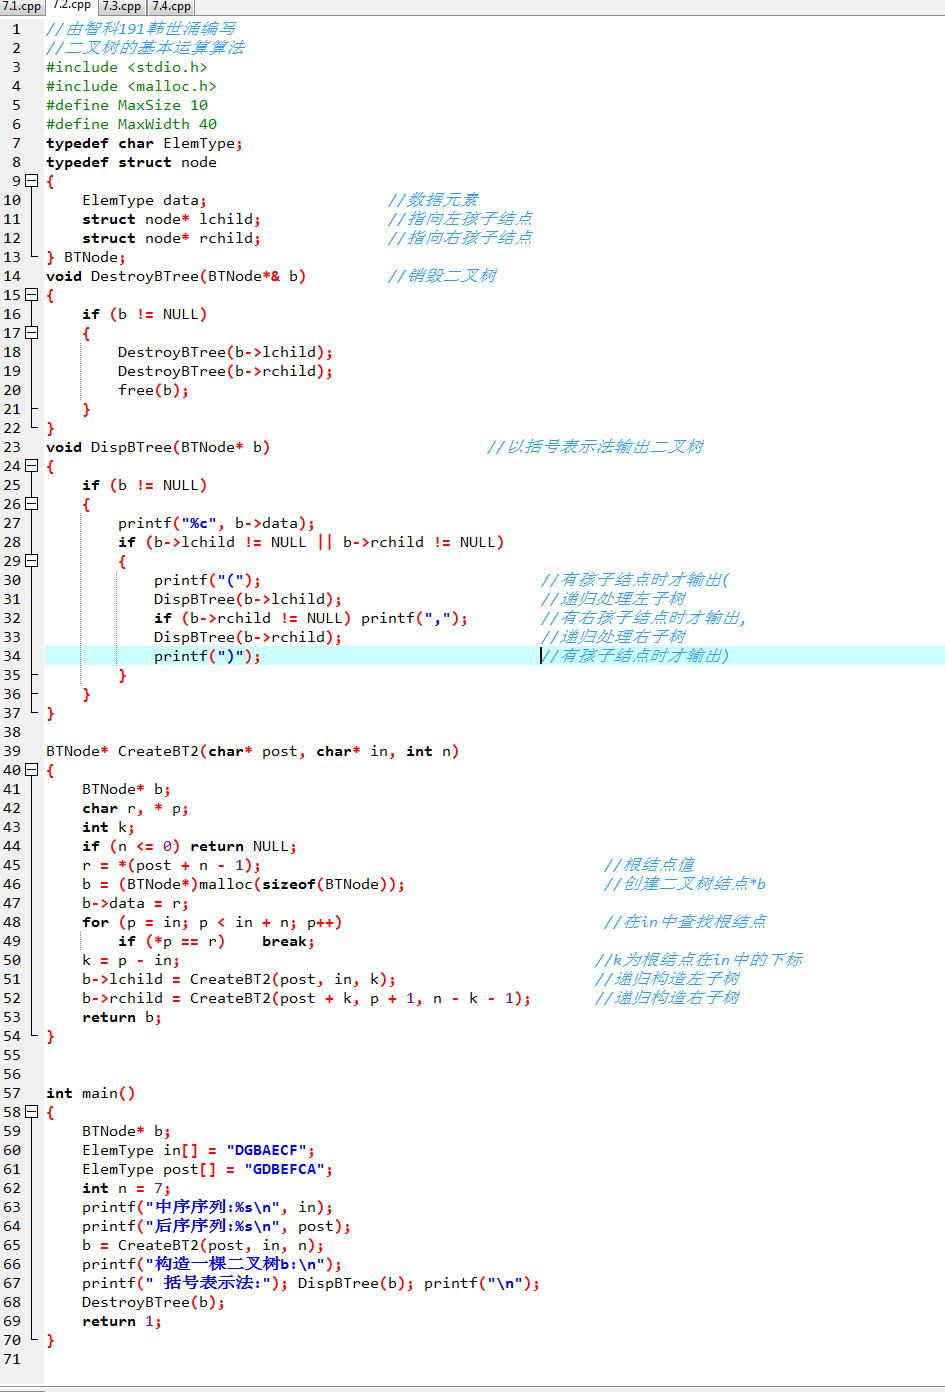 7.1.cpp 7.2.cpp 7.3.cpp 7.4.cpp
1 //由智科191韩世涌编写
2 //二叉树的基本运算算法
3 #include <stdio.h>
4 #include <malloc.h>
5 #define MaxSize 10
6 #define MaxWidth 40
7 typedef char ElemType;
8 typedef struct node
9 {
10 ElemType data; //数据元素
11 struct node* lchild; //指向左孩子结点
12 struct node* rchild; //指向右孩子结点
13 } BTNode;
14 void DestroyBTree(BTNode*& b) //销毁二叉树
15 {
16 if (b != NULL)
17 {
18 DestroyBTree(b->lchild);
19 DestroyBTree(b->rchild);
20 free(b);
21 }
22 }
23 void DispBTree(BTNode* b) //以括号表示法输出二叉树
24 {
25 if (b != NULL)
26 {
27 printf("%c", b->data);
28 if (b->lchild != NULL || b->rchild != NULL)
29 {
30 printf("("); //有孩子结点时才输出(
31 DispBTree(b->lchild); //递归处理左子树
32 if (b->rchild != NULL) printf(","); //有右孩子结点时才输出,
33 DispBTree(b->rchild); //递归处理右子树
34 printf(")"); //有孩子结点时才输出)
35 }
36 }
37 }
38
39 BTNode* CreateBT2(char* post, char* in, int n)
40 {
41 BTNode* b;
42 char r, * p;
43 int k;
44 if (n <= 0) return NULL;
45 r = *(post + n - 1); //根结点值
46 b = (BTNode*)malloc(sizeof(BTNode)); //创建二叉树结点*b
47 b->data = r;
48 for (p = in; p < in + n; p++) //在in中查找根结点
49 if (*p == r) break;
50 k = p - in; //k为根结点在in中的下标
51 b->lchild = CreateBT2(post, in, k); //递归构造左子树
52 b->rchild = CreateBT2(post + k, p + 1, n - k - 1); //递归构造右子树
53 return b;
54 }
55
56
57 int main()
58 {
59 BTNode* b;
60 ElemType in[] = "DGBAECF";
61 ElemType post[] = "GDBEFCA";
62 int n = 7;
63 printf("中序序列:%s\n", in);
64 printf("后序序列:%s\n", post);
65 b = CreateBT2(post, in, n);
66 printf("构造一棵二叉树b:\n");
67 printf(" 括号表示法:"); DispBTree(b); printf("\n");
68 DestroyBTree(b);
69 return 1;
70 }
71